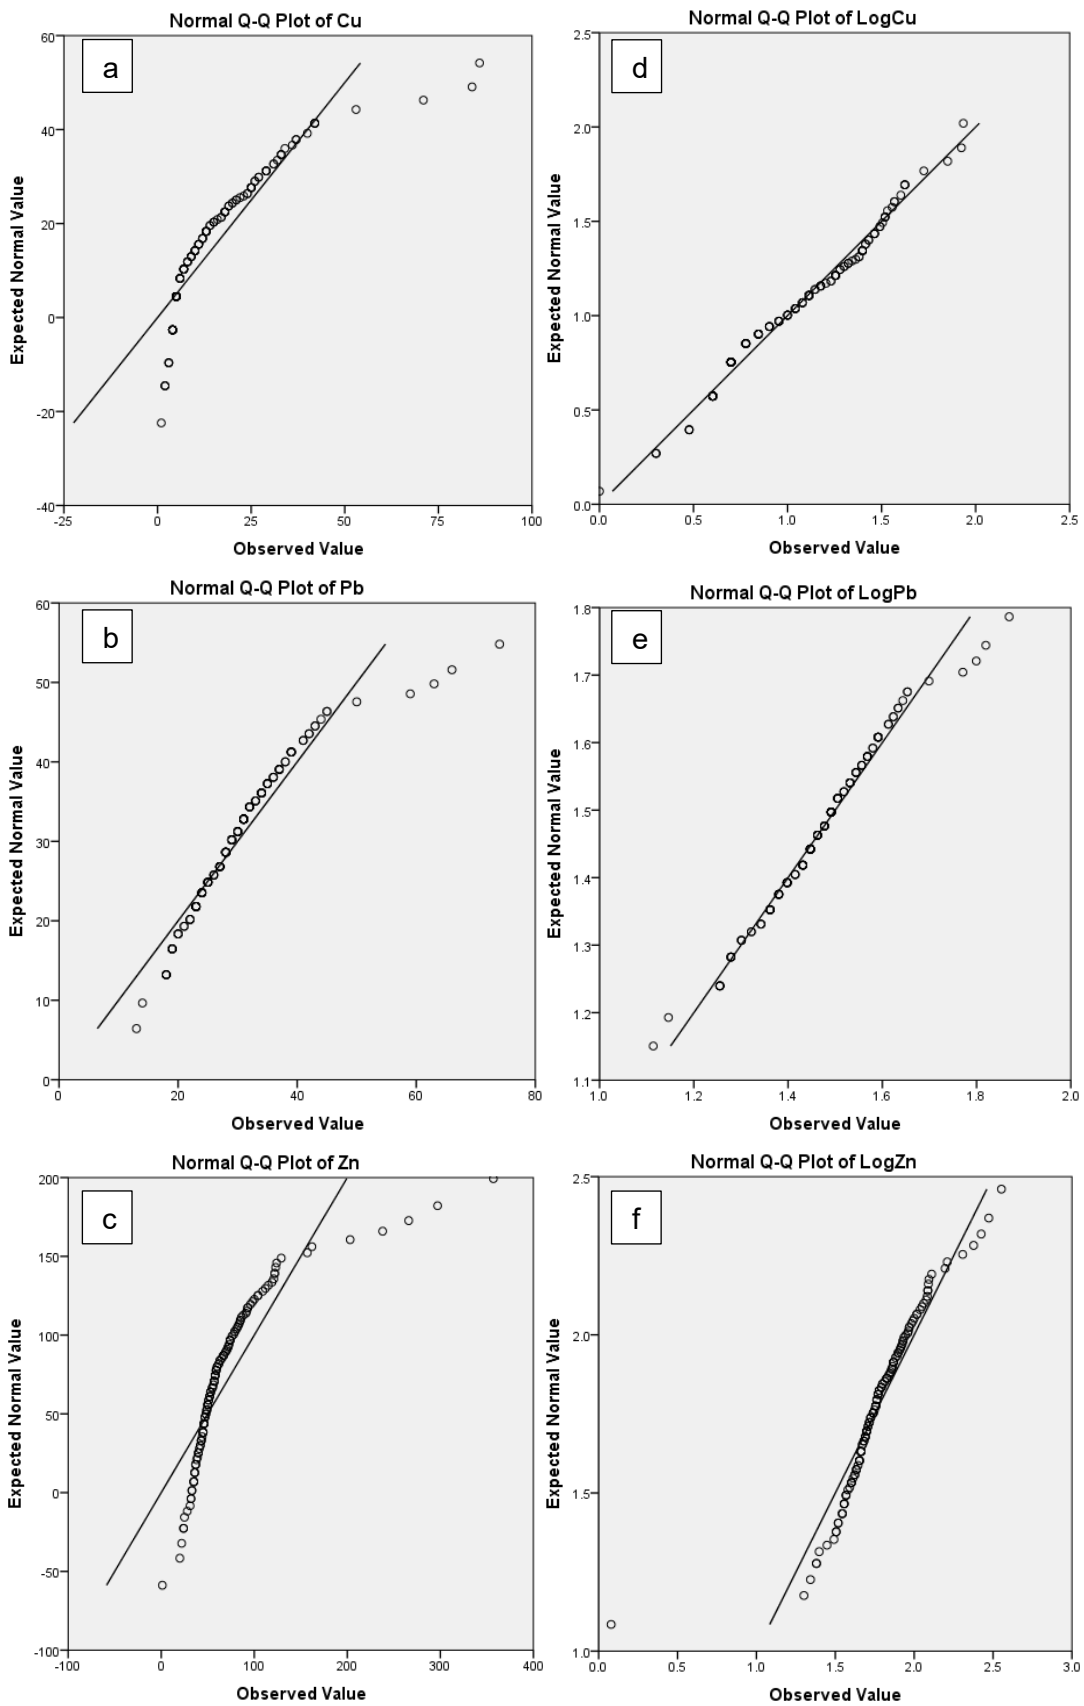 Normal Q-Q Plot of Cu
a
Expected Normal Value
60
40
20
0
-20
-40
-25 0 25 50 75 100
Observed Value
Normal Q-Q Plot of LogCu
d
Expected Normal Value
2.5
2.0
1.5
1.0
0.5
0.0
0.0 0.5 1.0 1.5 2.0 2.5
Observed Value
Normal Q-Q Plot of Pb
b
Expected Normal Value
60
50
40
30
20
10
0
0 20 40 60 80
Observed Value
Normal Q-Q Plot of LogPb
e
Expected Normal Value
1.8
1.7
1.6
1.5
1.4
1.3
1.2
1.1
1.0 1.2 1.4 1.6 1.8 2.0
Observed Value
Normal Q-Q Plot of Zn
c
Expected Normal Value
200
150
100
50
0
-50
-100
-100 0 100 200 300 400
Observed Value
Normal Q-Q Plot of LogZn
f
Expected Normal Value
2.5
2.0
1.5
1.0
0.0 0.5 1.0 1.5 2.0 2.5 3.0
Observed Value